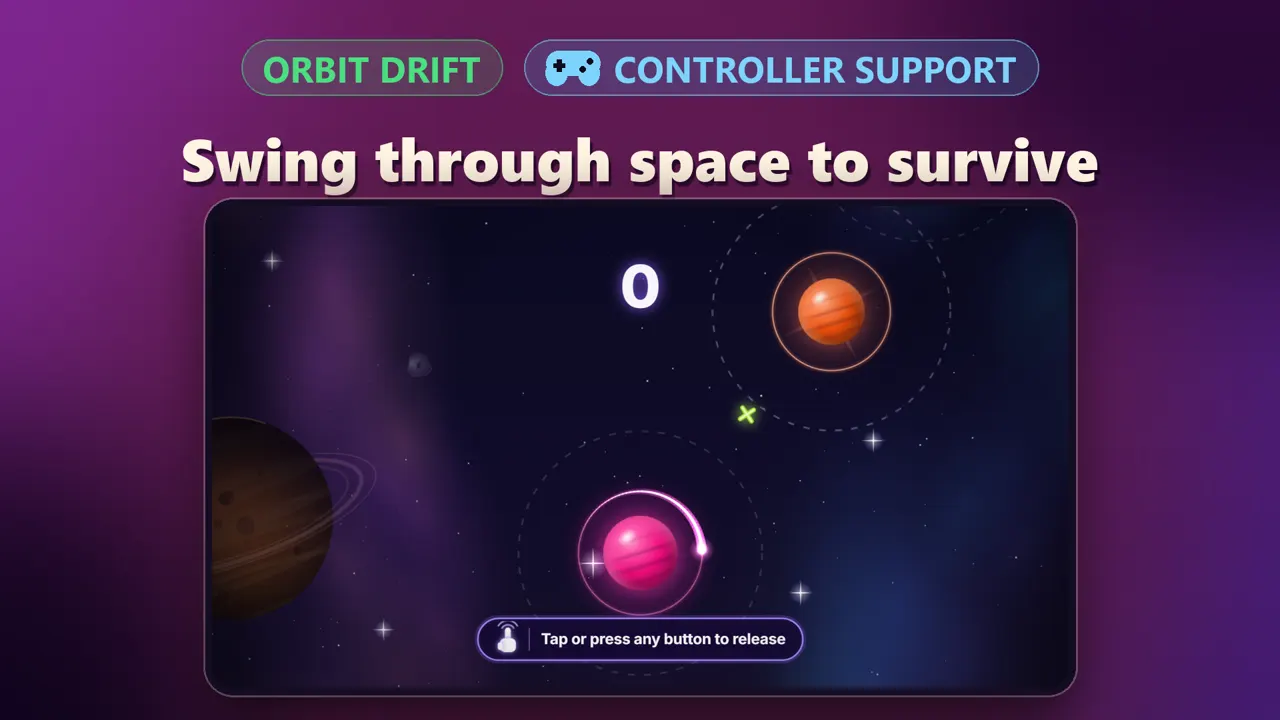 ORBIT DRIFT
CONTROLLER SUPPORT
Swing through space to survive
0
Tap or press any button to release